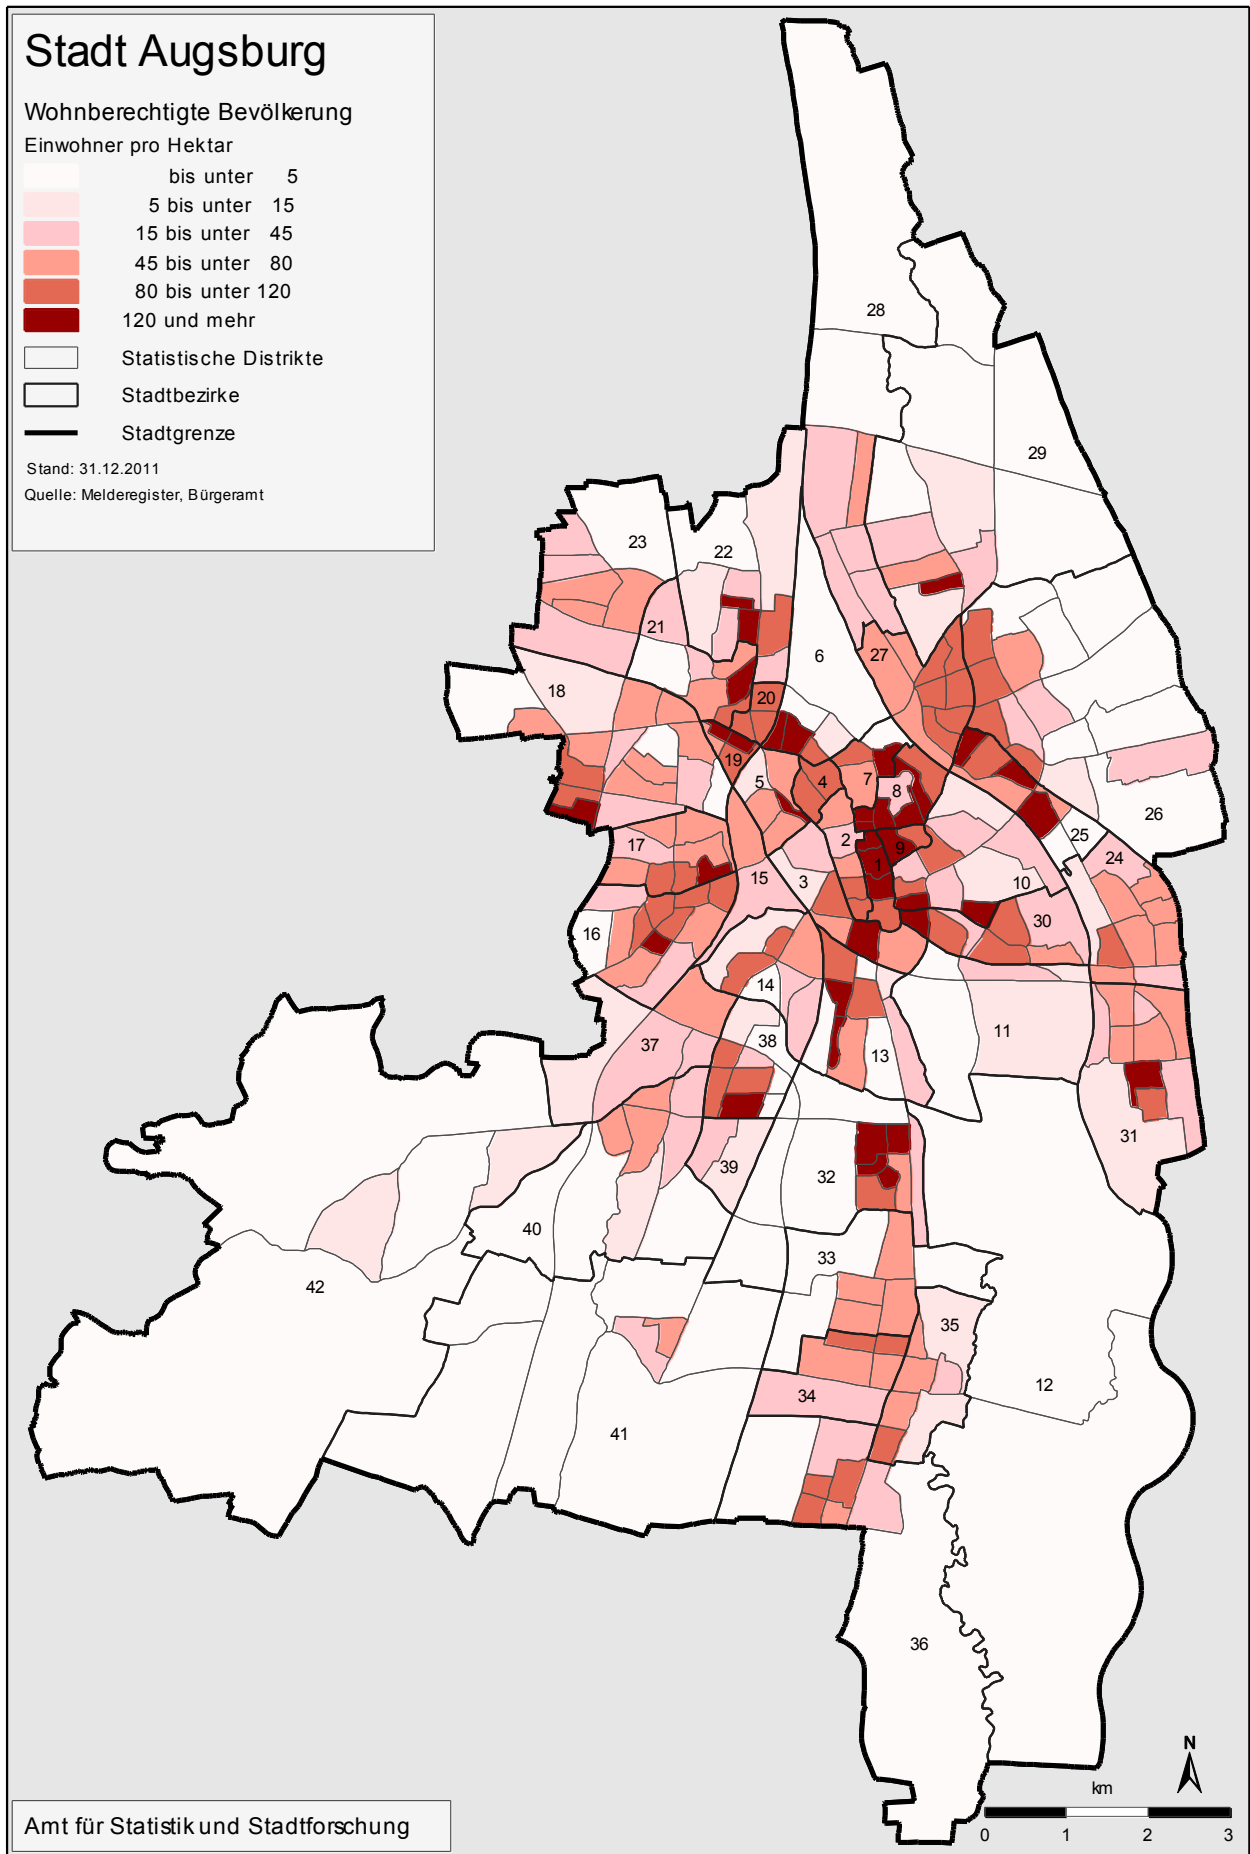 Stadt Augsburg
Wohnberechtigte Bevölkerung
Einwohner pro Hektar
bis unter 5
5 bis unter 15
15 bis unter 45
45 bis unter 80
80 bis unter 120
120 und mehr
Statistische Distrikte
Stadtbezirke
Stadtgrenze
Stand: 31.12.2011
Quelle: Melderegister, Bürgeramt
28
29
23
22
21
6
27
18
20
19
5
4
7
8
26
25
17
2
9
24
15
3
1
10
16
30
14
11
37
38
13
31
39
32
40
33
42
35
34
12
41
36
N
km
0 1 2 3
Amt für Statistik und Stadtforschung